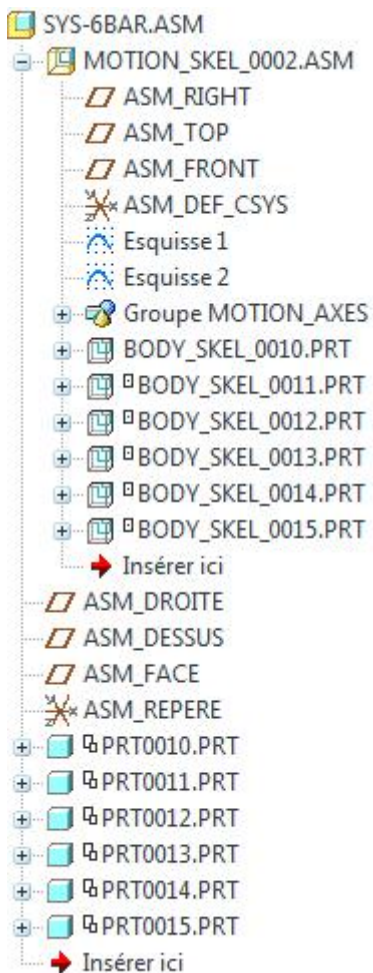 SYS-6BAR.ASM
MOTION_SKEL_0002.ASM
ASM_RIGHT
ASM_TOP
ASM_FRONT
ASM_DEF_CSYS
Esquisse 1
Esquisse 2
Groupe MOTION_AXES
BODY_SKEL_0010.PRT
BODY_SKEL_0011.PRT
BODY_SKEL_0012.PRT
BODY_SKEL_0013.PRT
BODY_SKEL_0014.PRT
BODY_SKEL_0015.PRT
Insérer ici
ASM_DROITE
ASM_DESSUS
ASM_FACE
ASM_REPERE
PRT0010.PRT
PRT0011.PRT
PRT0012.PRT
PRT0013.PRT
PRT0014.PRT
PRT0015.PRT
Insérer ici